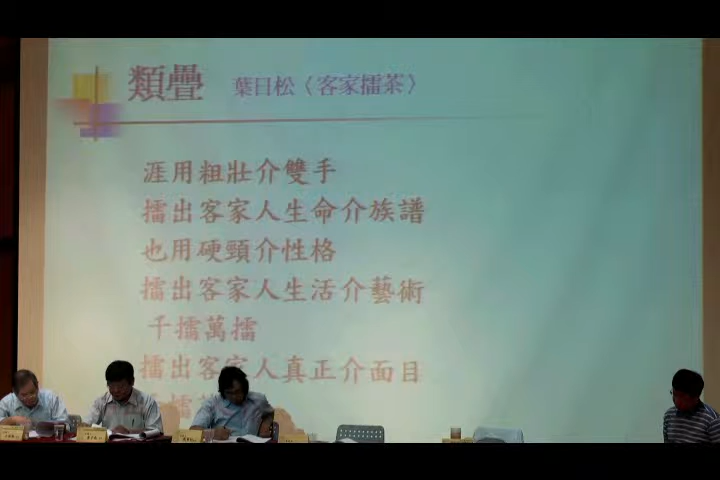 類疊 葉日松〈客家擂茶〉
涯用粗壯介雙手
擂出客家人生命介族譜
也用硬頸介性格
擂出客家人生活介藝術
千擂萬擂
擂出客家人真正介面目